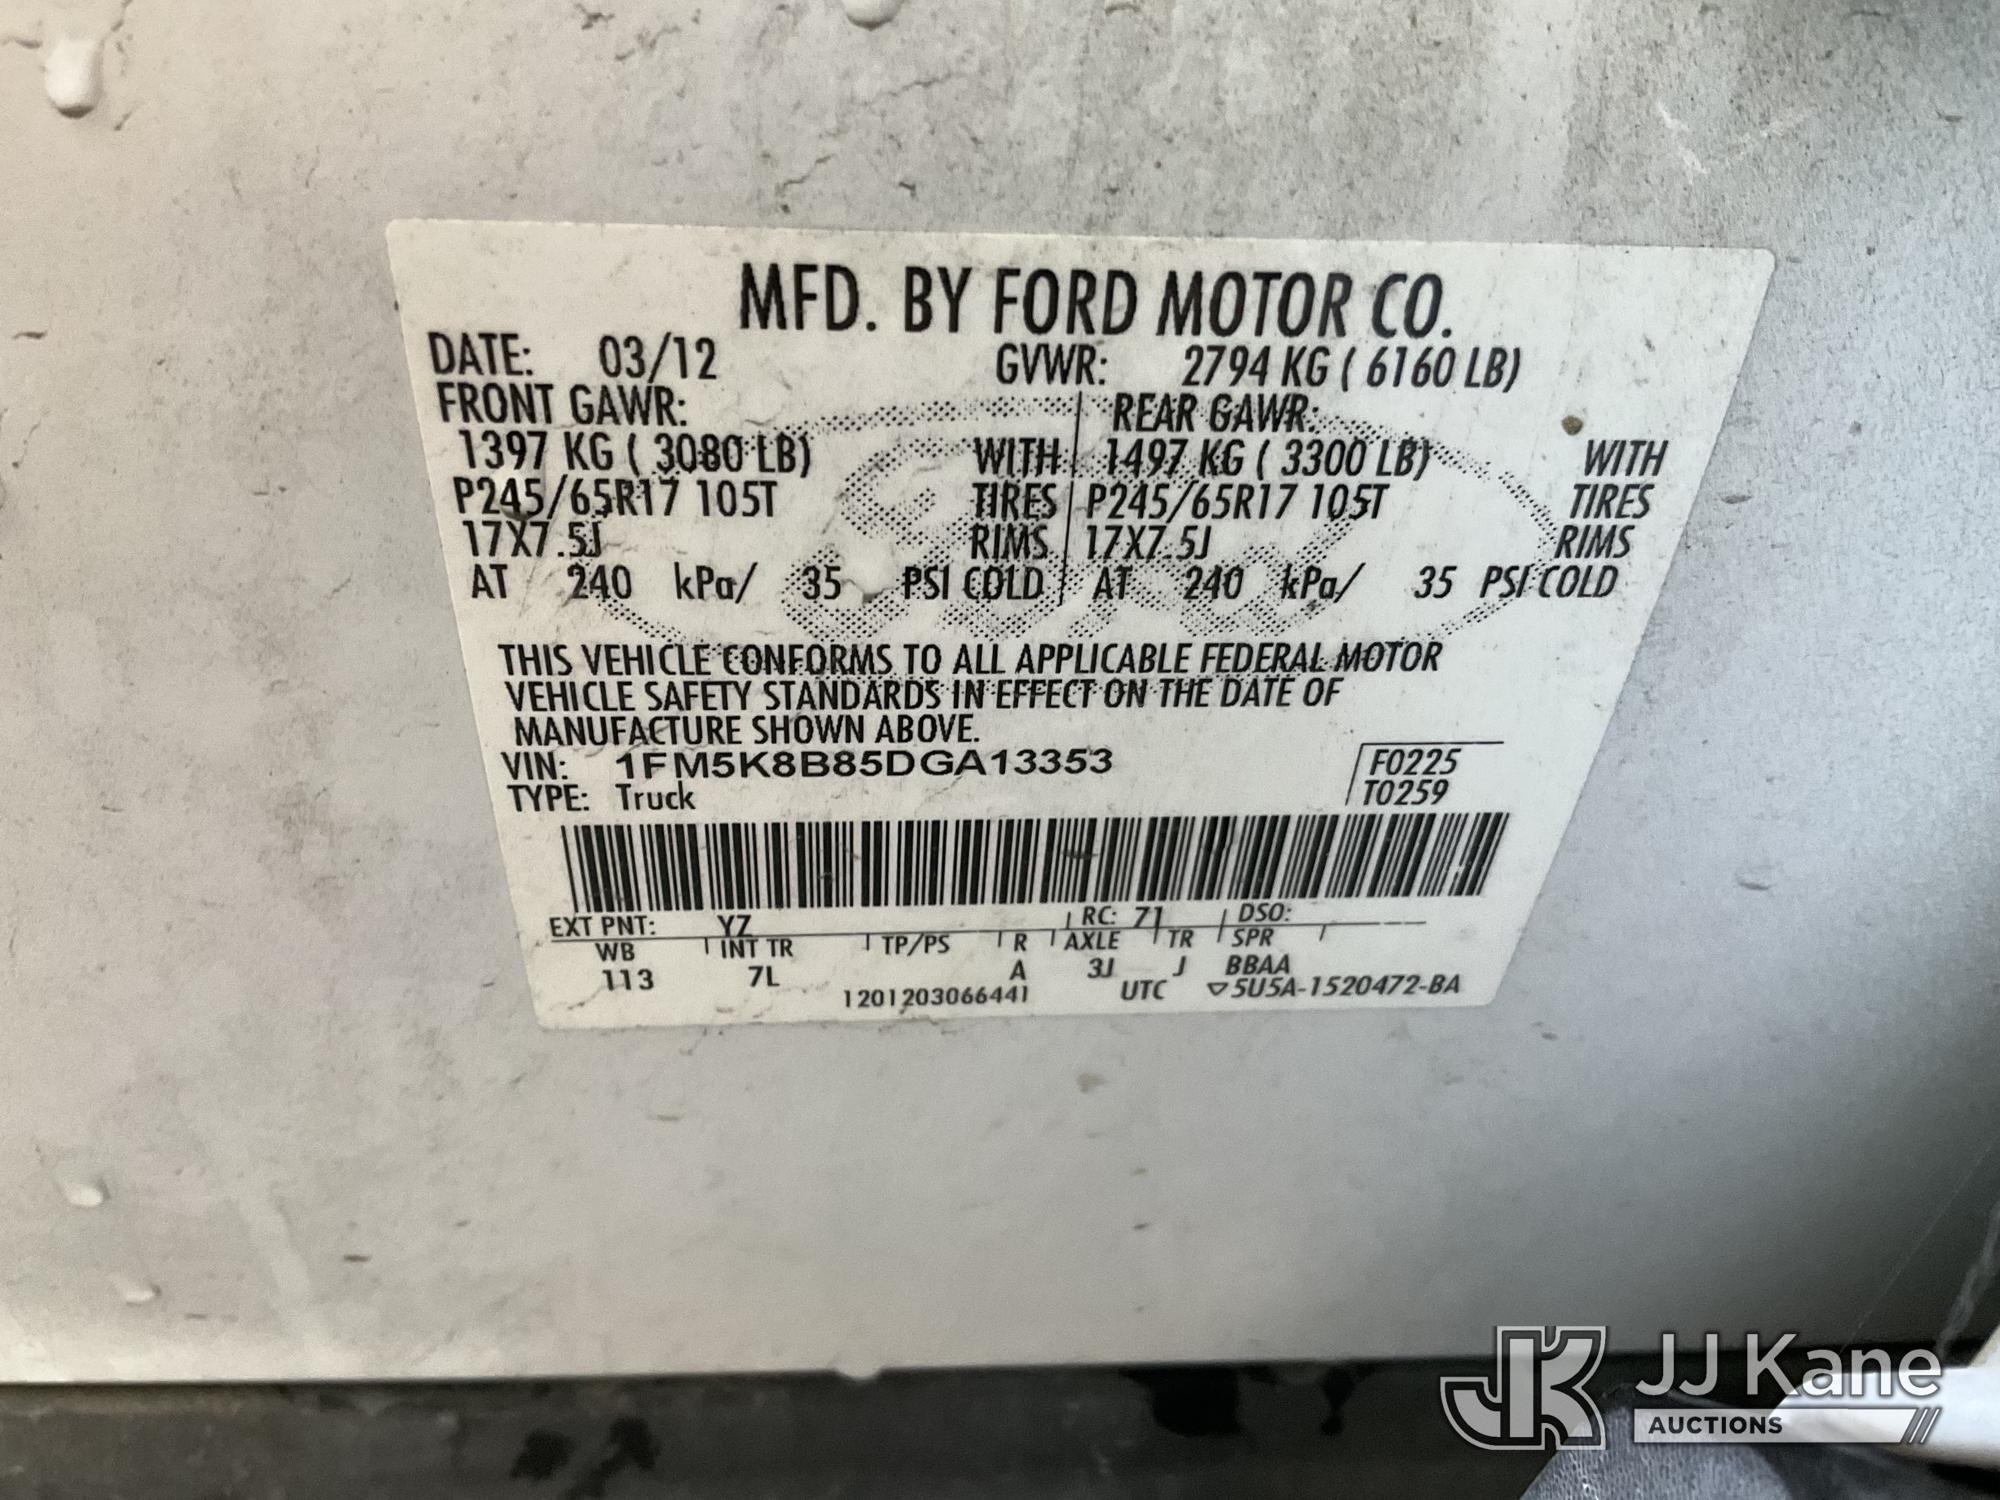 MFD. BY FORD MOTOR CO.
DATE: 03/12 GVWR: 2794 KG ( 6160 LB)
FRONT GAWR: REAR GAWR:
1397 KG ( 3080 LB) WITH 1497 KG ( 3300 LB) WITH
P245/65R17 105T TIRES P245/65R17 105T TIRES
17X7.5J RIMS 17X7.5J RIMS
AT 240 kPa/ 35 PSI COLD AT 240 kPa/ 35 PSI COLD
THIS VEHICLE CONFORMS TO ALL APPLICABLE FEDERAL MOTOR
VEHICLE SAFETY STANDARDS IN EFFECT ON THE DATE OF
MANUFACTURE SHOWN ABOVE.
VIN: 1FM5K8B85DGA13353 F0225
TYPE: Truck T0259
EXT PNT: YZ RC: 71 DSO:
WB INT TR TP/PS R AXLE TR SPR
113 7L A 3J J BBAA
1201203066441 UTC ▽5U5A-1520472-BA
JK JJ Kane
AUCTIONS